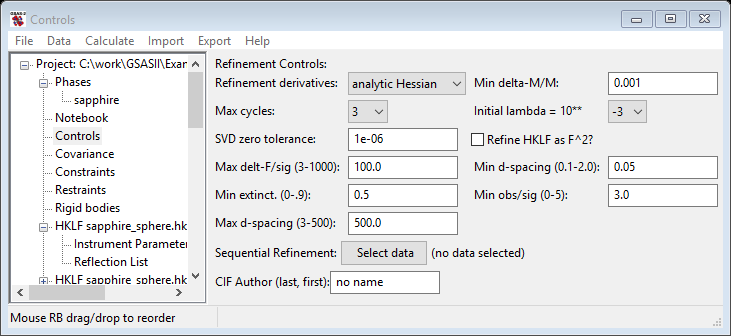 Controls
File Data Calculate Import Export Help
Project: C:\work\GSASII\Exam
Phases
sapphire
Notebook
Controls
Covariance
Constraints
Restraints
Rigid bodies
HKLF sapphire_sphere.hk
Instrument Parameter
Reflection List
HKLF sapphire_sphere.hk
Refinement Controls:
Refinement derivatives: analytic Hessian Min delta-M/M: 0.001
Max cycles: 3 Initial lambda = 10** -3
SVD zero tolerance: 1e-06 Refine HKLF as F^2?
Max delt-F/sig (3-1000): 100.0 Min d-spacing (0.1-2.0): 0.05
Min extinct. (0-.9): 0.5 Min obs/sig (0-5): 3.0
Max d-spacing (3-500): 500.0
Sequential Refinement: Select data (no data selected)
CIF Author (last, first): no name
Mouse RB drag/drop to reorder